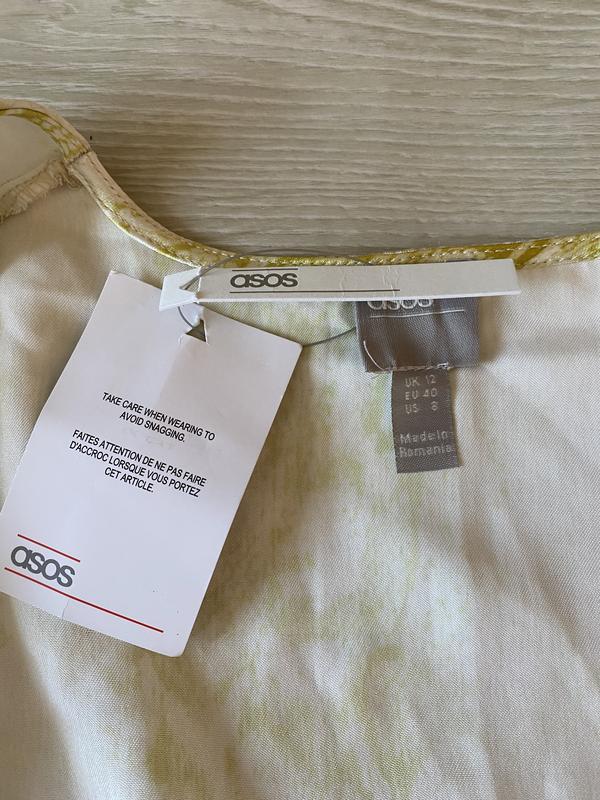 asos
asos
UK 12
EU 40
US 8
Made in
Romania
TAKE CARE WHEN WEARING TO
AVOID SNAGGING.
FAITES ATTENTION DE NE PAS FAIRE
D'ACCROC LORSQUE VOUS PORTEZ
CET ARTICLE.
asos